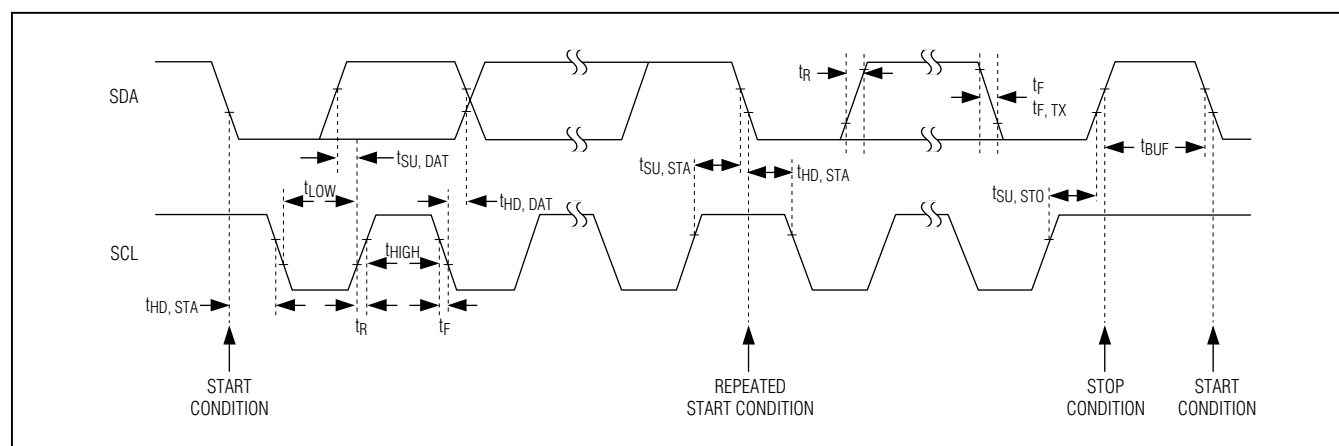 SDA
tR
tF
tF, TX
tSU, DAT
tSU, STA
tHD, STA
tBUF
tLOW
tHD, DAT
tSU, STO
SCL
tHIGH
tHD, STA
tR
tF
START
CONDITION
REPEATED
START CONDITION
STOP
CONDITION
START
CONDITION